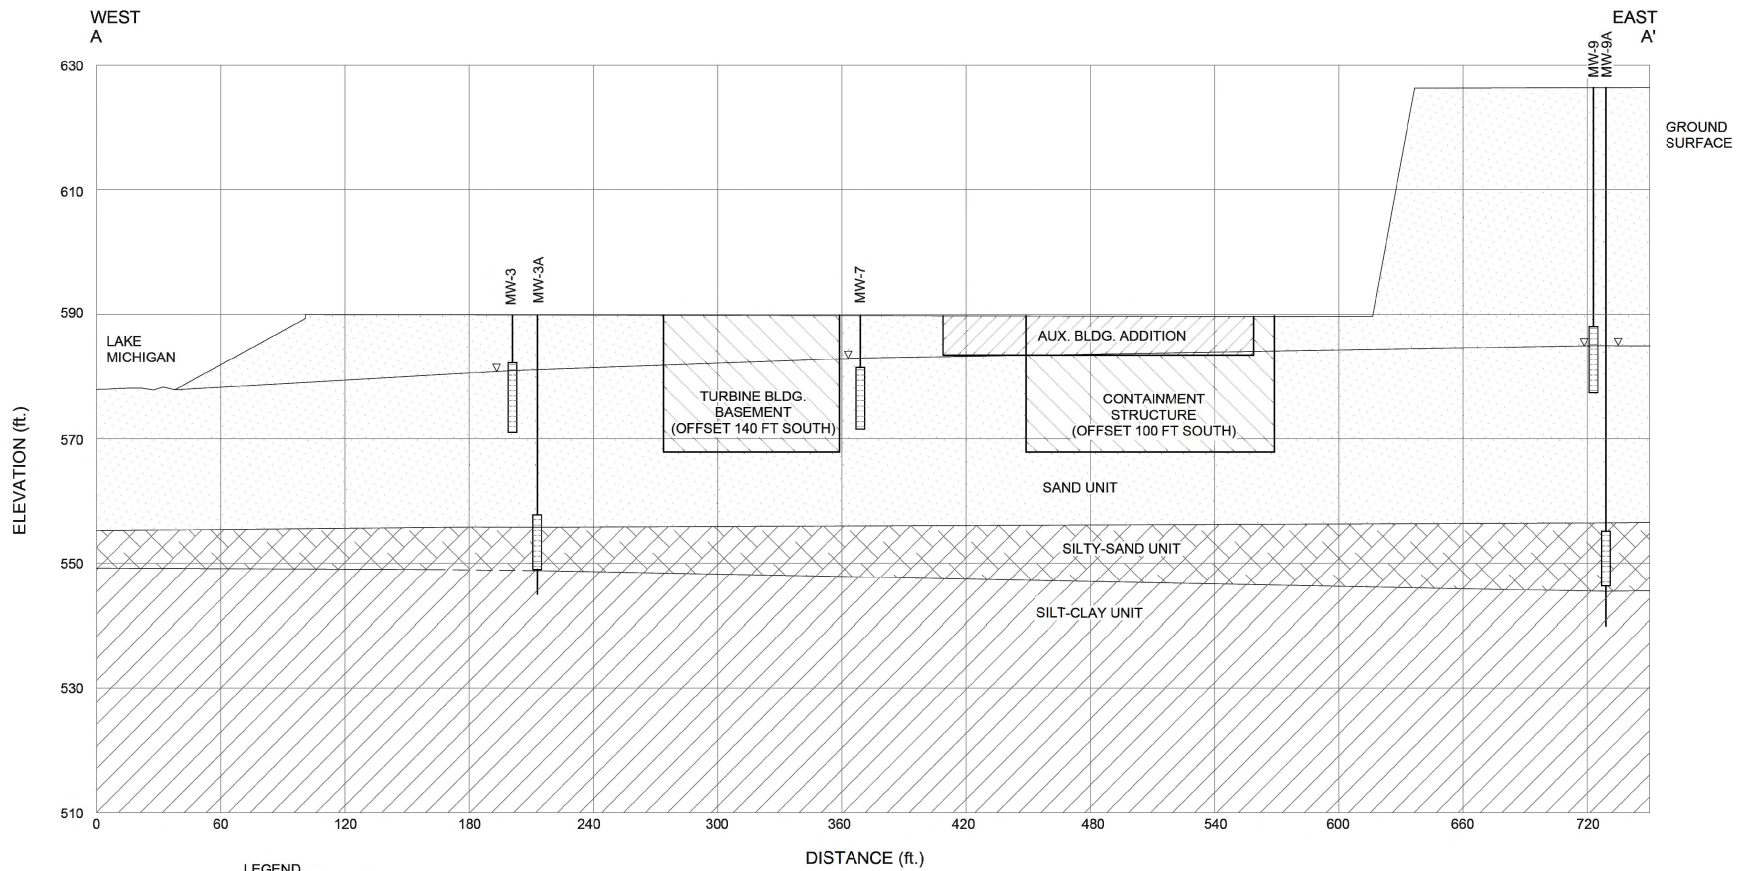 WEST
A
EAST
A'
MW-9
MW-9A
630
GROUND
SURFACE
610
MW-3
MW-3A
MW-7
590
LAKE
MICHIGAN
AUX. BLDG. ADDITION
TURBINE BLDG.
BASEMENT
(OFFSET 140 FT SOUTH)
CONTAINMENT
STRUCTURE
(OFFSET 100 FT SOUTH)
570
ELEVATION (ft.)
SAND UNIT
SILTY-SAND UNIT
550
SILT-CLAY UNIT
530
510
0 60 120 180 240 300 360 420 480 540 600 660 720
DISTANCE (ft.)
LEGEND